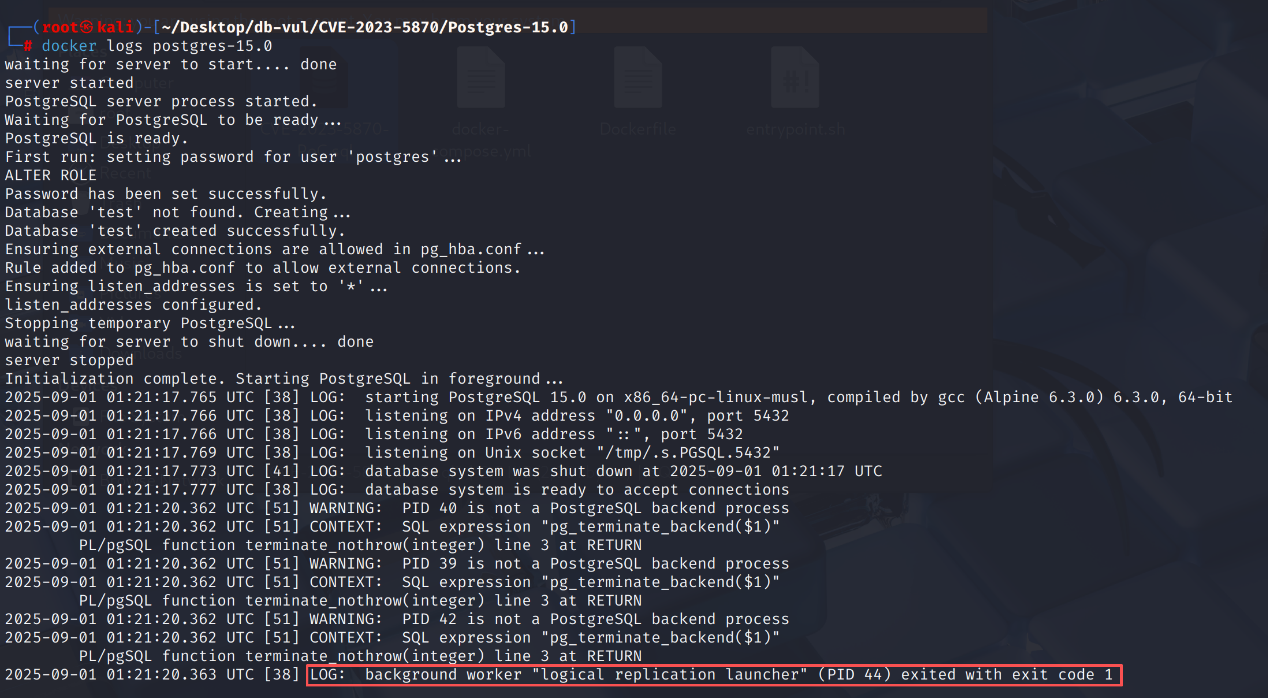 ┌──(root㉿kali)-[~/Desktop/db-vul/CVE-2023-5870/Postgres-15.0]
└─# docker logs postgres-15.0
waiting for server to start.... done
server started
PostgreSQL server process started.
Waiting for PostgreSQL to be ready...
PostgreSQL is ready.
First run: setting password for user 'postgres'...
ALTER ROLE
Password has been set successfully.
Database 'test' not found. Creating...
Database 'test' created successfully.
Ensuring external connections are allowed in pg_hba.conf...
Rule added to pg_hba.conf to allow external connections.
Ensuring listen_addresses is set to '*'...
listen_addresses configured.
Stopping temporary PostgreSQL...
waiting for server to shut down.... done
server stopped
Initialization complete. Starting PostgreSQL in foreground...
2025-09-01 01:21:17.765 UTC [38] LOG:  starting PostgreSQL 15.0 on x86_64-pc-linux-musl, compiled by gcc (Alpine 6.3.0) 6.3.0, 64-bit
2025-09-01 01:21:17.766 UTC [38] LOG:  listening on IPv4 address "0.0.0.0", port 5432
2025-09-01 01:21:17.766 UTC [38] LOG:  listening on IPv6 address "::", port 5432
2025-09-01 01:21:17.769 UTC [38] LOG:  listening on Unix socket "/tmp/.s.PGSQL.5432"
2025-09-01 01:21:17.773 UTC [41] LOG:  database system was shut down at 2025-09-01 01:21:17 UTC
2025-09-01 01:21:17.777 UTC [38] LOG:  database system is ready to accept connections
2025-09-01 01:21:20.362 UTC [51] WARNING:  PID 40 is not a PostgreSQL backend process
2025-09-01 01:21:20.362 UTC [51] CONTEXT:  SQL expression "pg_terminate_backend($1)"
PL/pgSQL function terminate_nothrow(integer) line 3 at RETURN
2025-09-01 01:21:20.362 UTC [51] WARNING:  PID 39 is not a PostgreSQL backend process
2025-09-01 01:21:20.362 UTC [51] CONTEXT:  SQL expression "pg_terminate_backend($1)"
PL/pgSQL function terminate_nothrow(integer) line 3 at RETURN
2025-09-01 01:21:20.362 UTC [51] WARNING:  PID 42 is not a PostgreSQL backend process
2025-09-01 01:21:20.362 UTC [51] CONTEXT:  SQL expression "pg_terminate_backend($1)"
PL/pgSQL function terminate_nothrow(integer) line 3 at RETURN
2025-09-01 01:21:20.363 UTC [38] LOG:  background worker "logical replication launcher" (PID 44) exited with exit code 1
CVE-2023-5870-
docker-
Dockerfile
entrypoint.sh